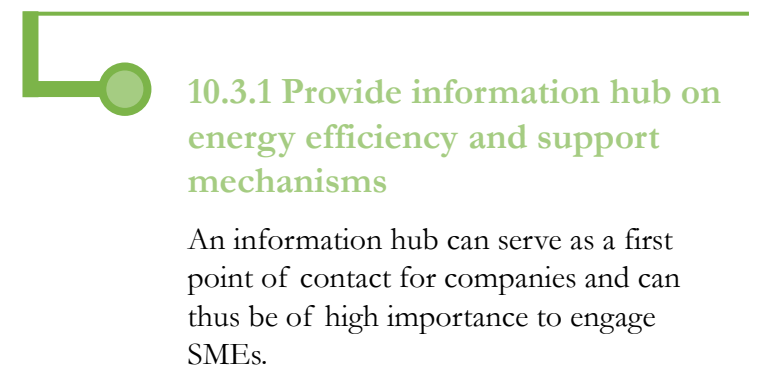 10.3.1 Provide information hub on
energy efficiency and support
mechanisms
An information hub can serve as a first
point of contact for companies and can
thus be of high importance to engage
SMEs.